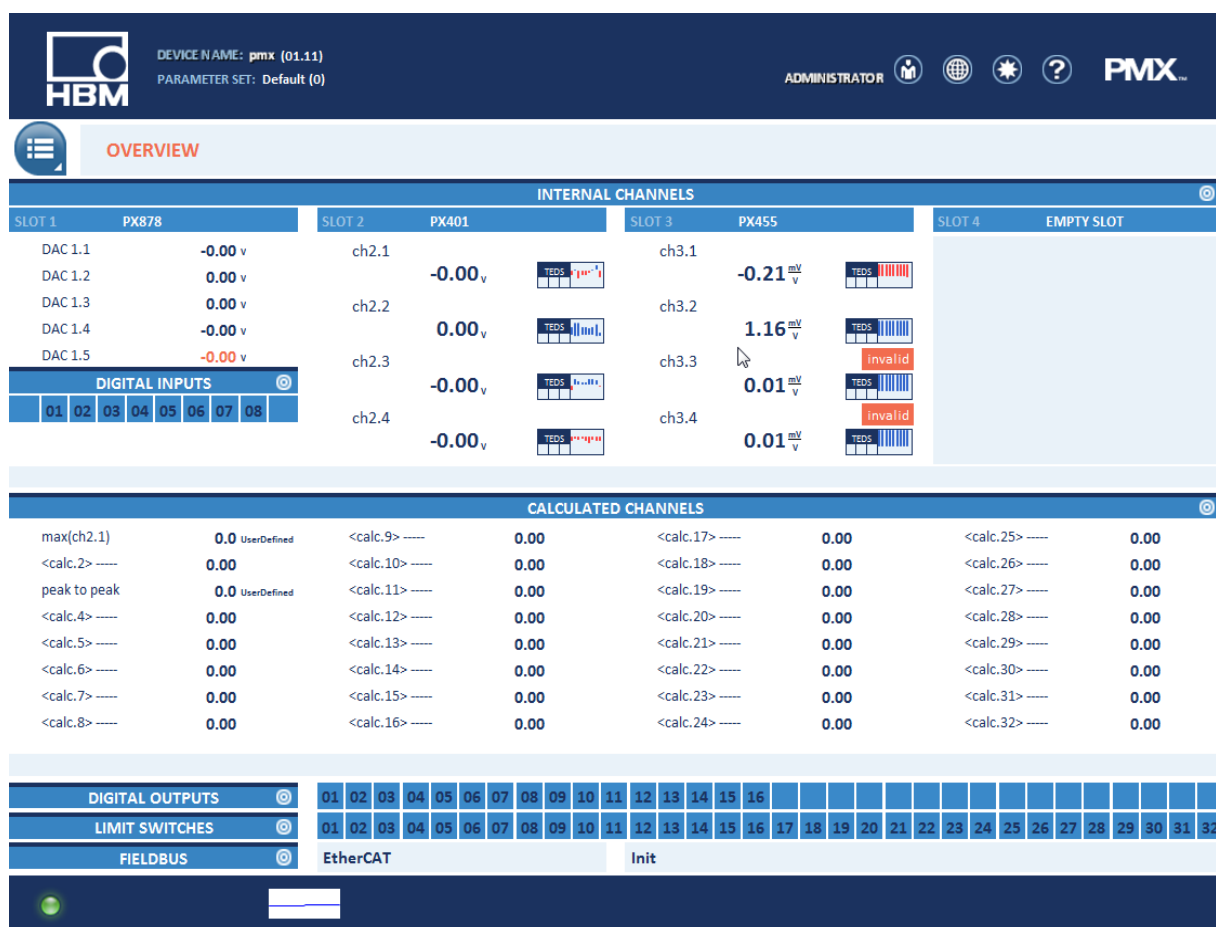 HBM
DEVICE NAME: pmx (01.11)
PARAMETER SET: Default (0)
ADMINISTRATOR
?
PMX™
OVERVIEW
INTERNAL CHANNELS
SLOT 1 PX878
DAC 1.1 -0.00 V
DAC 1.2 0.00 V
DAC 1.3 0.00 V
DAC 1.4 -0.00 V
DAC 1.5 -0.00 V
DIGITAL INPUTS
01 02 03 04 05 06 07 08
SLOT 2 PX401
ch2.1
-0.00 V TEDS
ch2.2
0.00 V TEDS
ch2.3
-0.00 V TEDS
ch2.4
-0.00 V TEDS
SLOT 3 PX455
ch3.1
-0.21 mV/V TEDS
ch3.2
1.16 mV/V TEDS
ch3.3 invalid
0.01 mV/V TEDS
ch3.4 invalid
0.01 mV/V TEDS
SLOT 4 EMPTY SLOT
CALCULATED CHANNELS
max(ch2.1) 0.0 UserDefined
<calc.2> ----- 0.00
peak to peak 0.0 UserDefined
<calc.4> ----- 0.00
<calc.5> ----- 0.00
<calc.6> ----- 0.00
<calc.7> ----- 0.00
<calc.8> ----- 0.00
<calc.9> ----- 0.00
<calc.10> ----- 0.00
<calc.11> ----- 0.00
<calc.12> ----- 0.00
<calc.13> ----- 0.00
<calc.14> ----- 0.00
<calc.15> ----- 0.00
<calc.16> ----- 0.00
<calc.17> ----- 0.00
<calc.18> ----- 0.00
<calc.19> ----- 0.00
<calc.20> ----- 0.00
<calc.21> ----- 0.00
<calc.22> ----- 0.00
<calc.23> ----- 0.00
<calc.24> ----- 0.00
<calc.25> ----- 0.00
<calc.26> ----- 0.00
<calc.27> ----- 0.00
<calc.28> ----- 0.00
<calc.29> ----- 0.00
<calc.30> ----- 0.00
<calc.31> ----- 0.00
<calc.32> ----- 0.00
DIGITAL OUTPUTS 01 02 03 04 05 06 07 08 09 10 11 12 13 14 15 16
LIMIT SWITCHES 01 02 03 04 05 06 07 08 09 10 11 12 13 14 15 16 17 18 19 20 21 22 23 24 25 26 27 28 29 30 31 32
FIELDBUS EtherCAT Init